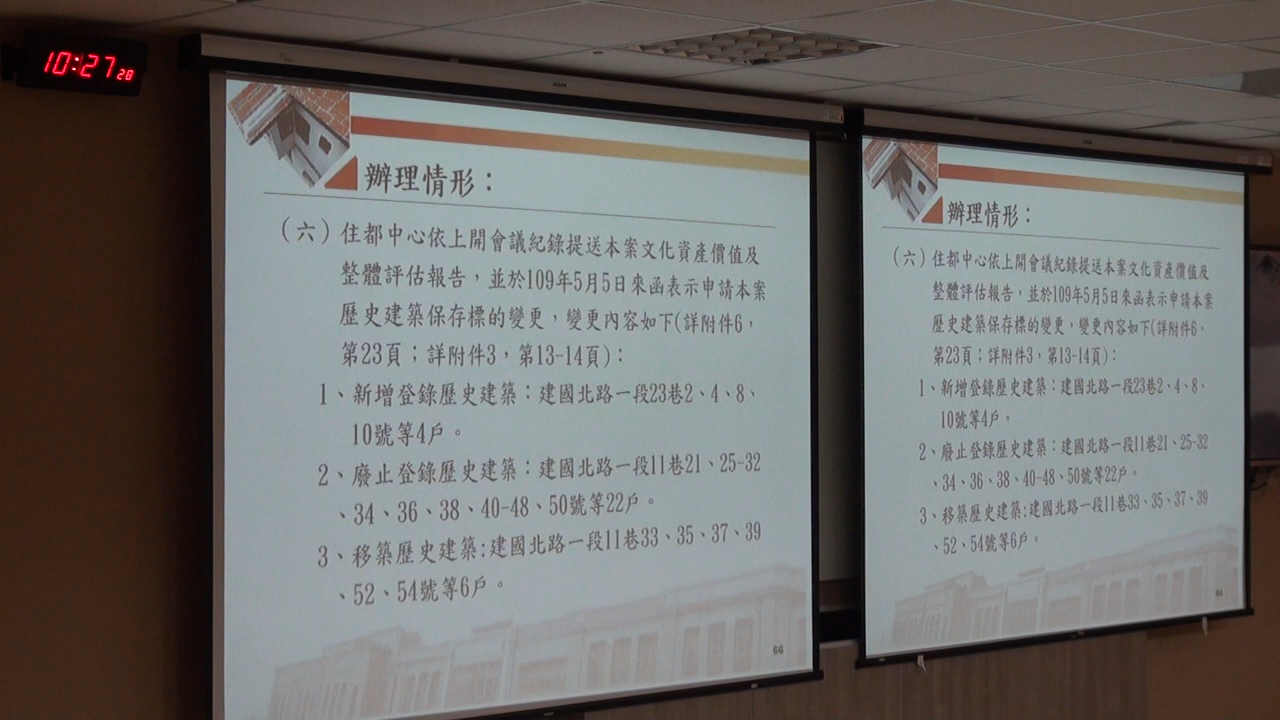 10:27 28
辦理情形：
（六）住都中心依上開會議紀錄提送本案文化資產價值及
整體評估報告，並於109年5月5日來函表示申請本案
歷史建築保存標的變更，變更內容如下(詳附件6，
第23頁；詳附件3，第13-14頁)：
1、新增登錄歷史建築：建國北路一段23巷2、4、8、
10號等4戶。
2、廢止登錄歷史建築：建國北路一段11巷21、25-32
、34、36、38、40-48、50號等22戶。
3、移築歷史建築:建國北路一段11巷33、35、37、39
、52、54號等6戶。
66
辦理情形：
（六）住都中心依上開會議紀錄提送本案文化資產價值及
整體評估報告，並於109年5月5日來函表示申請本案
歷史建築保存標的變更，變更內容如下(詳附件6，
第23頁；詳附件3，第13-14頁)：
1、新增登錄歷史建築：建國北路一段23巷2、4、8、
10號等4戶。
2、廢止登錄歷史建築：建國北路一段11巷21、25-32
、34、36、38、40-48、50號等22戶。
3、移築歷史建築:建國北路一段11巷33、35、37、39
、52、54號等6戶。
66